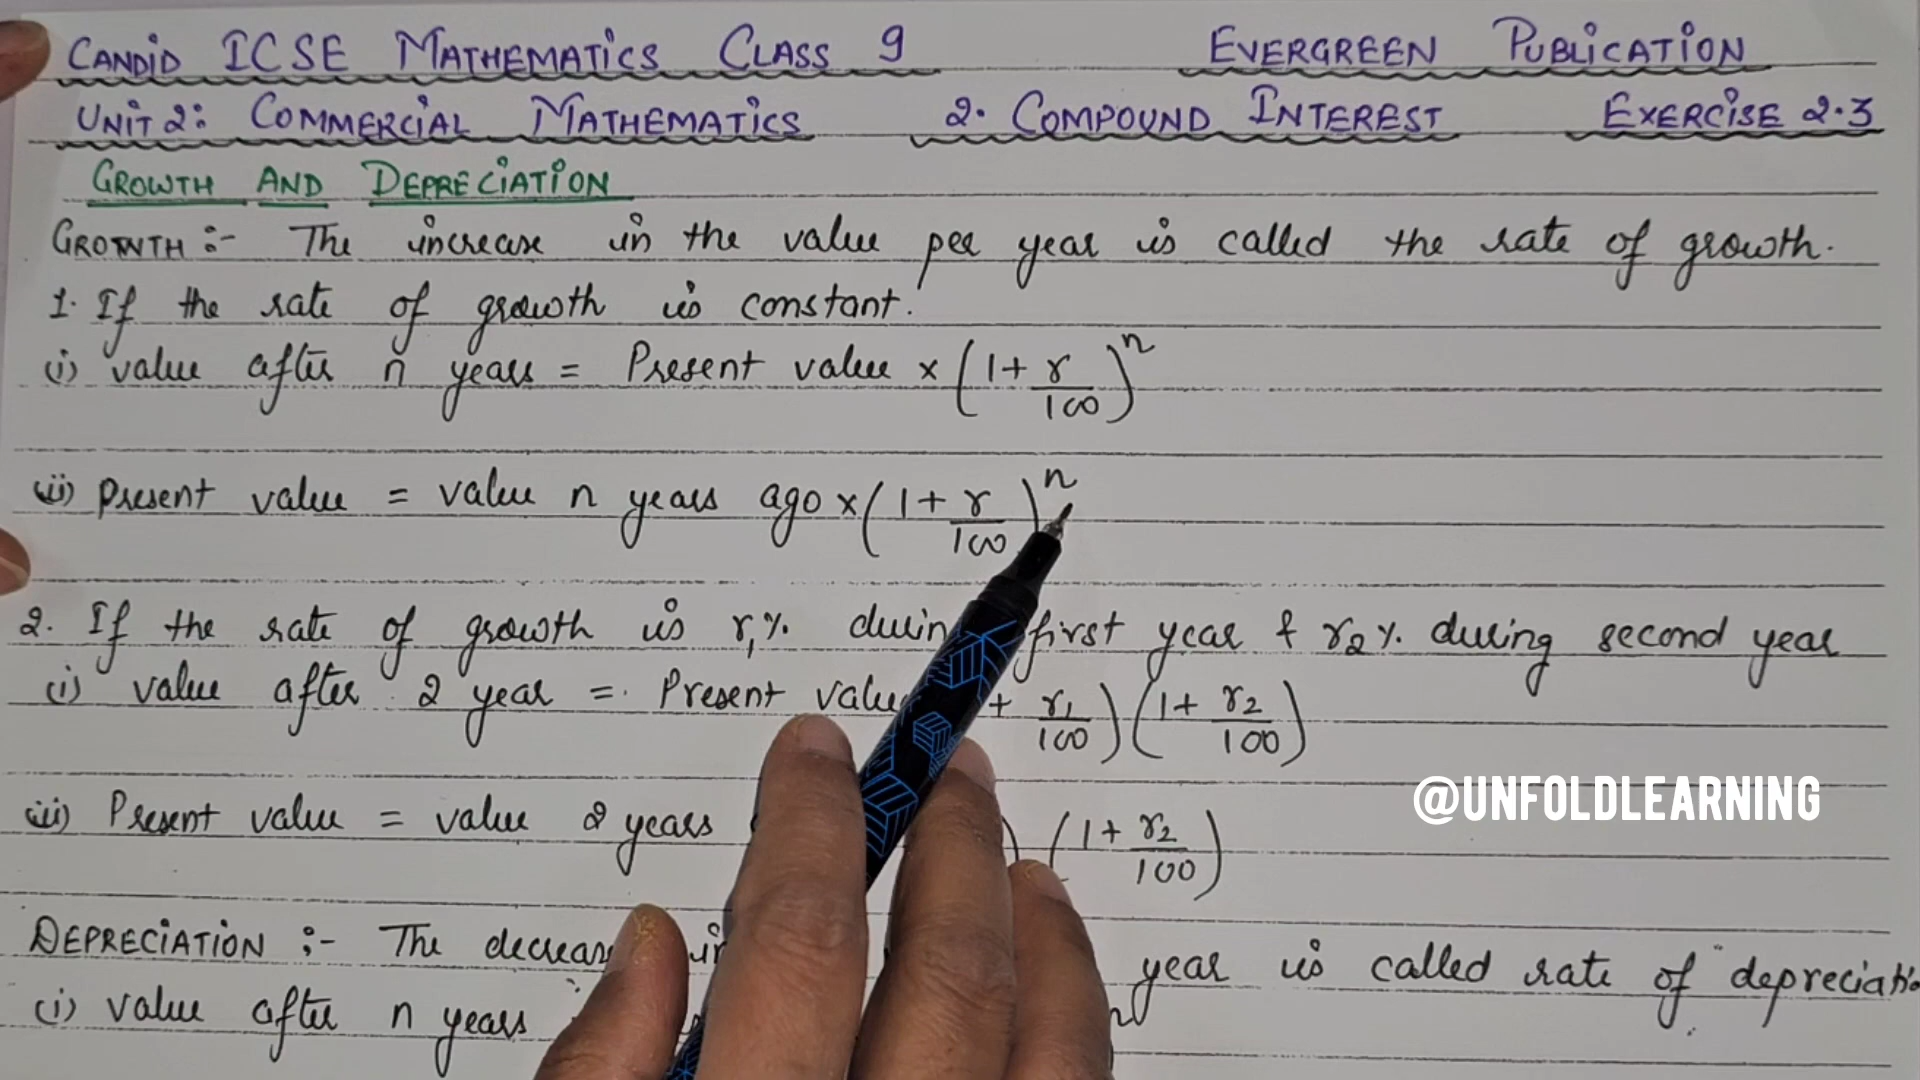 CANDID ICSE MATHEMATICS CLASS 9 EVERGREEN PUBLICATION
UNIT 2: COMMERCIAL MATHEMATICS 2. COMPOUND INTEREST EXERCISE 2.3
GROWTH AND DEPRECIATION
GROWTH :- The increase in the value per year is called the rate of growth.
1. If the rate of growth is constant.
(i) value after n years = Present value × (1 + r/100)^n
(ii) Present value = value n years ago × (1 + r/100)^n
2. If the rate of growth is r₁% during first year & r₂% during second year
(i) value after 2 year = Present value + r₁/100)(1 + r₂/100)
@UNFOLDLEARNING
(ii) Present value = value 2 years ) (1 + r₂/100)
DEPRECIATION :- The year is called rate of depreciatio
(i) value after n years